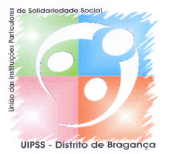 União das Instituições Particulares
de Solidariedade Social
UIPSS - Distrito de Bragança